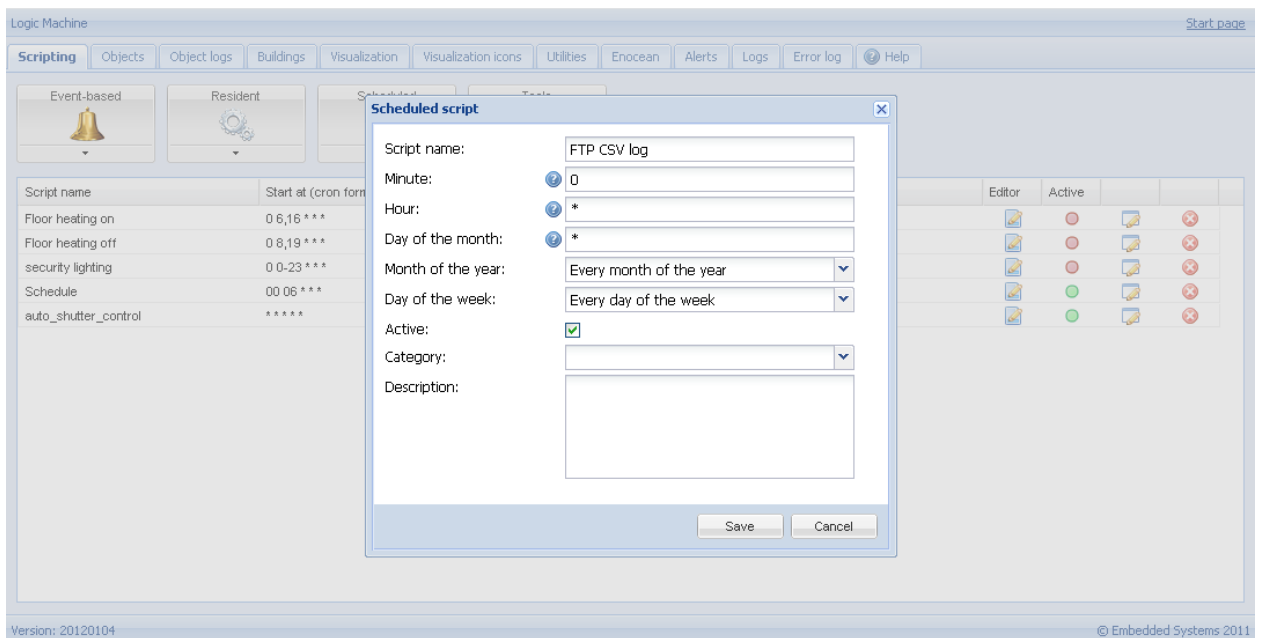 Logic Machine Start page
Scripting Objects Object logs Buildings Visualization Visualization icons Utilities Enocean Alerts Logs Error log Help
Event-based Resident Scheduled Tools
Scheduled script
Script name: FTP CSV log
Minute: 0
Hour: *
Day of the month: *
Month of the year: Every month of the year
Day of the week: Every day of the week
Active:
Category:
Description:
Save Cancel
Script name Start at (cron form Editor Active
Floor heating on 0 6,16 * * *
Floor heating off 0 8,19 * * *
security lighting 0 0-23 * * *
Schedule 00 06 * * *
auto_shutter_control * * * * *
Version: 20120104 © Embedded Systems 2011